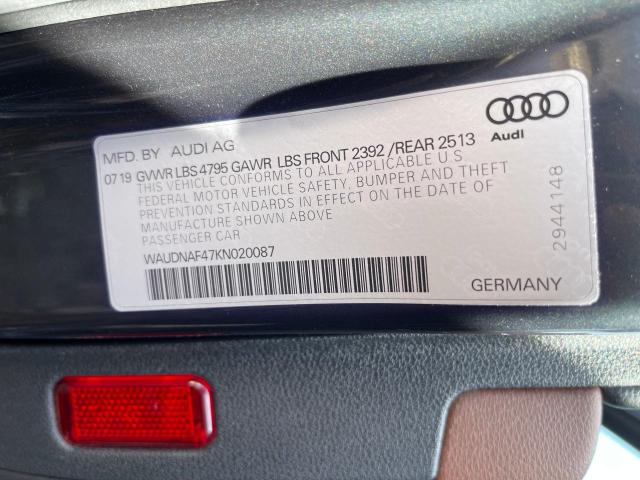 MFD. BY AUDI AG
Audi
07 19 GVWR LBS 4795 GAWR LBS FRONT 2392 /REAR 2513
THIS VEHICLE CONFORMS TO ALL APPLICABLE U.S
FEDERAL MOTOR VEHICLE SAFETY, BUMPER AND THEFT
PREVENTION STANDARDS IN EFFECT ON THE DATE OF
MANUFACTURE SHOWN ABOVE
PASSENGER CAR
WAUDNAF47KN020087
GERMANY
2944148